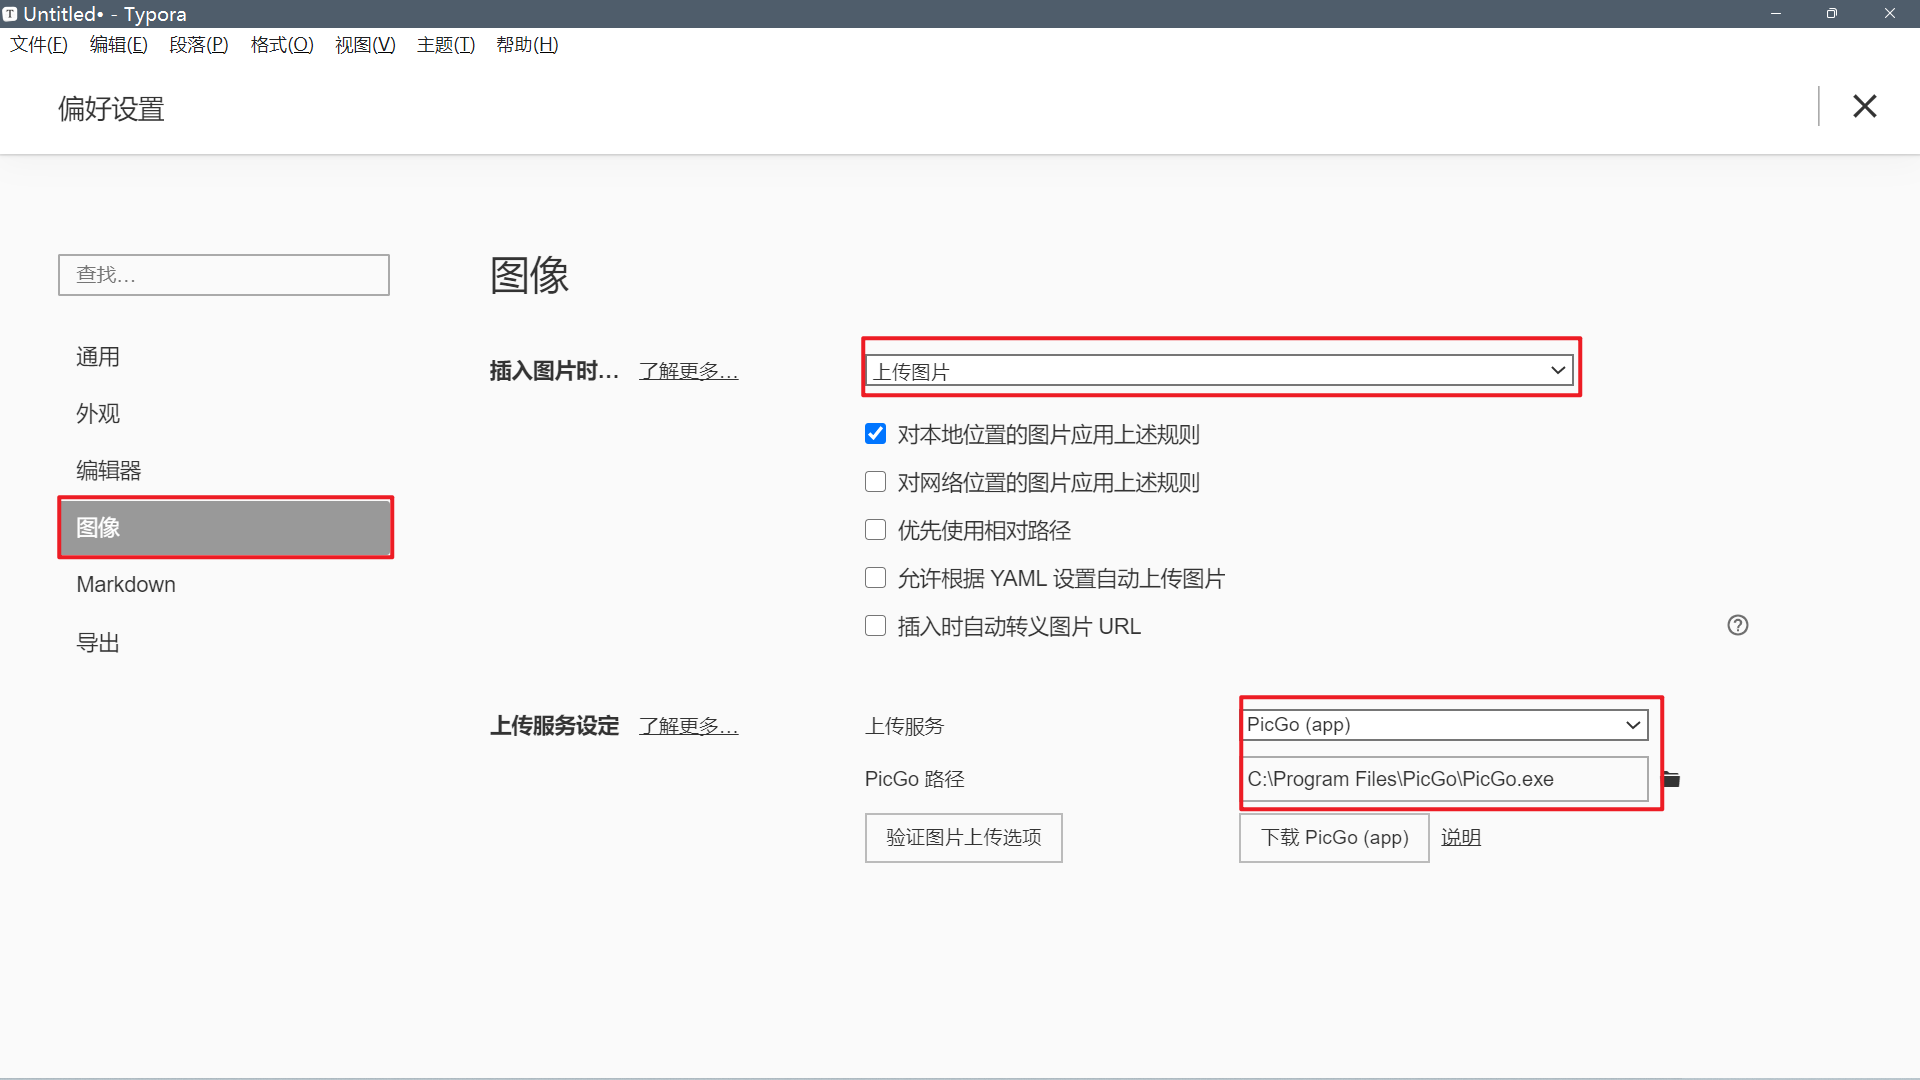 Untitled• - Typora
文件(F) 编辑(E) 段落(P) 格式(O) 视图(V) 主题(T) 帮助(H)
偏好设置
查找...
通用
外观
编辑器
图像
Markdown
导出
图像
插入图片时... 了解更多...
上传图片
对本地位置的图片应用上述规则
对网络位置的图片应用上述规则
优先使用相对路径
允许根据 YAML 设置自动上传图片
插入时自动转义图片 URL
上传服务设定 了解更多...
上传服务 PicGo (app)
PicGo 路径 C:\Program Files\PicGo\PicGo.exe
验证图片上传选项 下载 PicGo (app) 说明